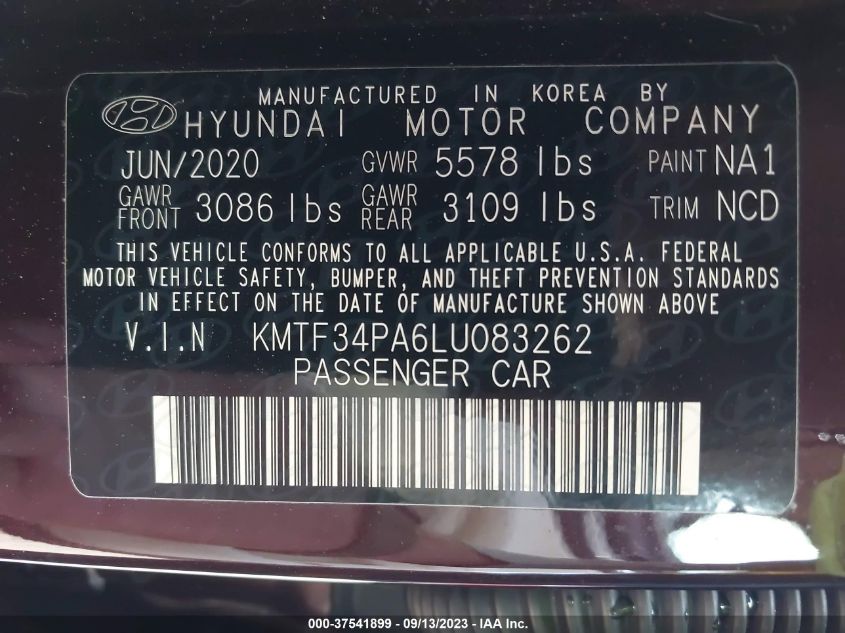 MANUFACTURED IN KOREA BY
HYUNDAI MOTOR COMPANY
JUN/2020 GVWR 5578 lbs PAINT NA1
GAWR FRONT 3086 lbs GAWR REAR 3109 lbs TRIM NCD
THIS VEHICLE CONFORMS TO ALL APPLICABLE U.S.A. FEDERAL
MOTOR VEHICLE SAFETY, BUMPER, AND THEFT PREVENTION STANDARDS
IN EFFECT ON THE DATE OF MANUFACTURE SHOWN ABOVE
V.I.N KMTF34PA6LU083262
PASSENGER CAR
000-37541899 - 09/13/2023 - IAA Inc.